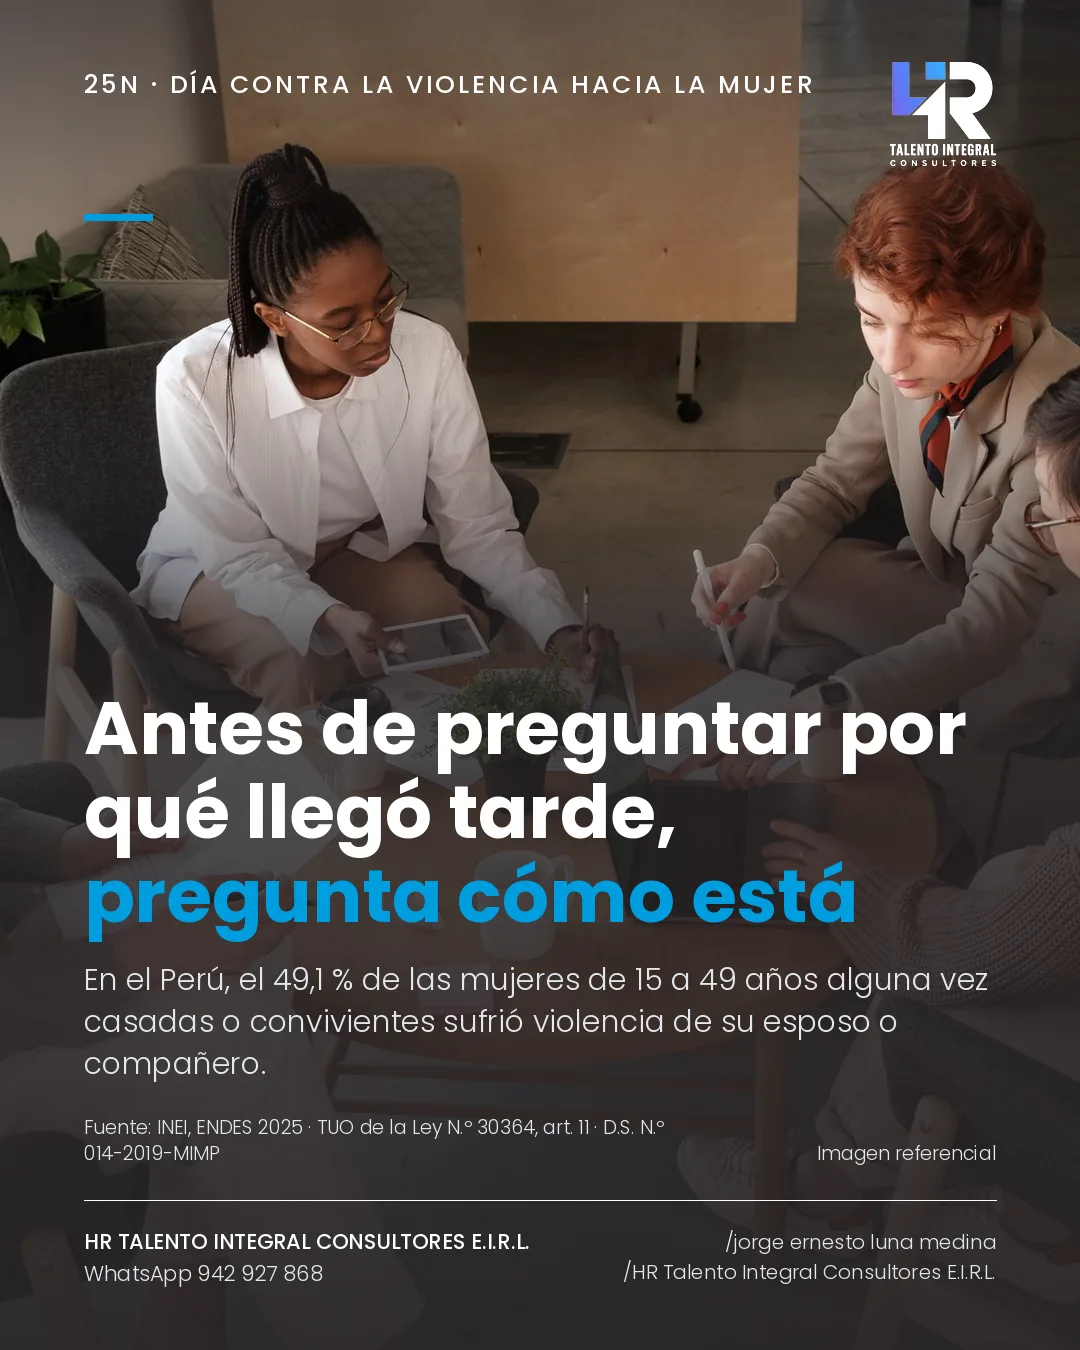 25N · DÍA CONTRA LA VIOLENCIA HACIA LA MUJER
HR
TALENTO INTEGRAL
CONSULTORES
Antes de preguntar por
qué llegó tarde,
pregunta cómo está
En el Perú, el 49,1 % de las mujeres de 15 a 49 años alguna vez
casadas o convivientes sufrió violencia de su esposo o
compañero.
Fuente: INEI, ENDES 2025 · TUO de la Ley N.º 30364, art. 11 · D.S. N.º
014-2019-MIMP
Imagen referencial
HR TALENTO INTEGRAL CONSULTORES E.I.R.L.
WhatsApp 942 927 868
/jorge ernesto luna medina
/HR Talento Integral Consultores E.I.R.L.